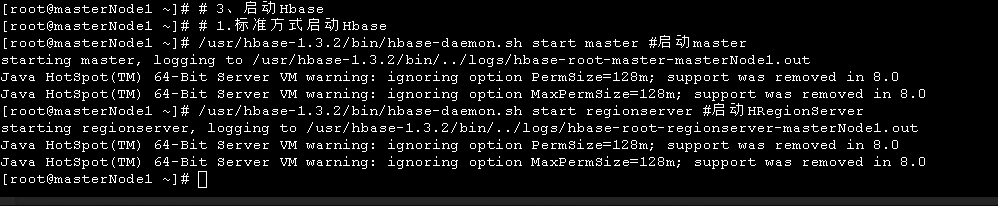 [root@masterNode1 ~]# # 3、启动Hbase
[root@masterNode1 ~]# # 1.标准方式启动Hbase
[root@masterNode1 ~]# /usr/hbase-1.3.2/bin/hbase-daemon.sh start master #启动master
starting master, logging to /usr/hbase-1.3.2/bin/../logs/hbase-root-master-masterNode1.out
Java HotSpot(TM) 64-Bit Server VM warning: ignoring option PermSize=128m; support was removed in 8.0
Java HotSpot(TM) 64-Bit Server VM warning: ignoring option MaxPermSize=128m; support was removed in 8.0
[root@masterNode1 ~]# /usr/hbase-1.3.2/bin/hbase-daemon.sh start regionserver #启动HRegionServer
starting regionserver, logging to /usr/hbase-1.3.2/bin/../logs/hbase-root-regionserver-masterNode1.out
Java HotSpot(TM) 64-Bit Server VM warning: ignoring option PermSize=128m; support was removed in 8.0
Java HotSpot(TM) 64-Bit Server VM warning: ignoring option MaxPermSize=128m; support was removed in 8.0
[root@masterNode1 ~]#